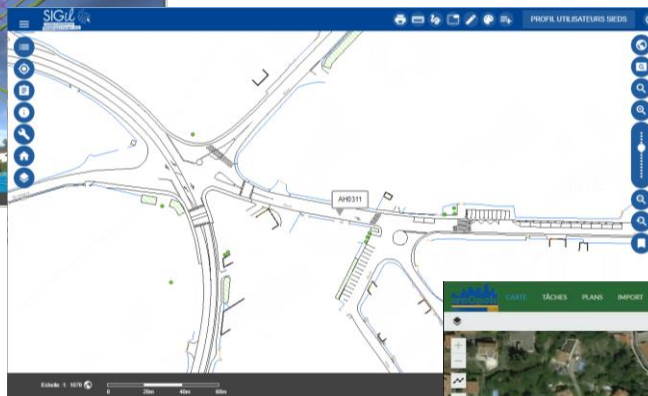 SIGil
PROFIL UTILISATEURS SIEDS
AH0311
CARTE TÂCHES PLANS IMPORT
Echelle 1: 1070
0 20m 40m 60m